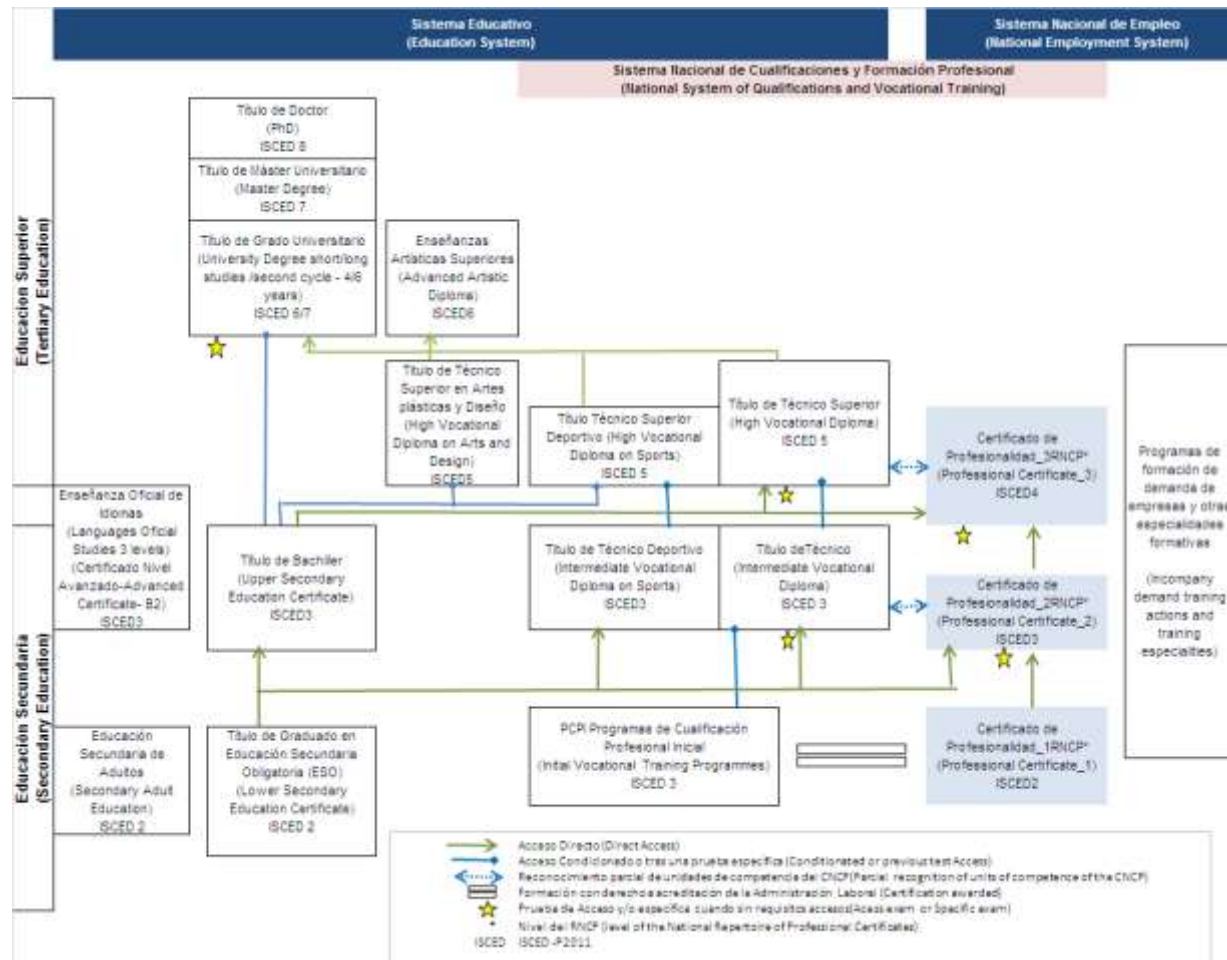 Sistema Educativo
(Education System)
Sistema Nacional de Empleo
(National Employment System)
Sistema Nacional de Cualificaciones y Formación Profesional
(National System of Qualifications and Vocational Training)
Educacion Superior
(Tertiary Education)
Título de Doctor
(PhD)
ISCED 8
Título de Máster Universitario
(Master Degree)
ISCED 7
Título de Grado Universitario
(University Degree short/long
studies /second cycle - 4/6
years)
ISCED 6/7
Enseñanzas
Artísticas Superiores
(Advanced Artistic
Diploma)
ISCED6
Título de Técnico
Superior en Artes
plásticas y Diseño
(High Vocational
Diploma on Arts and
Design)
ISCED5
Título Técnico Superior
Deportivo (High Vocational
Diploma on Sports)
ISCED 5
Título de Técnico Superior
(High Vocational Diploma)
ISCED 5
Certificado de
Profesionalidad_3RNCP*
(Professional Certificate_3)
ISCED4
Programas de
formación de
demanda de
empresas y otras
especialidades
formativas
(Incompany
demand training
actions and
training
especialities)
Educación Secundaria
(Secondary Education)
Enseñanza Oficial de
Idiomas
(Languages Oficial
Studies 3 levels)
(Certificado Nivel
Avanzado-Advanced
Certificate- B2)
ISCED3
Título de Bachiller
(Upper Secondary
Education Certificate)
ISCED3
Título de Técnico Deportivo
(Intermediate Vocational
Diploma on Sports)
ISCED3
Título deTécnico
(Intermediate Vocational
Diploma)
ISCED 3
Certificado de
Profesionalidad_2RNCP*
(Professional Certificate_2)
ISCED3
Educación
Secundaria de
Adultos
(Secondary Adult
Education)
ISCED 2
Título de Graduado en
Educación Secundaria
Obligatoria (ESO)
(Lower Secondary
Education Certificate)
ISCED 2
PCPI Programas de Cualificación
Profesional Inicial
(Initial Vocational Training Programmes)
ISCED 3
Certificado de
Profesionalidad_1RNCP*
(Professional Certificate_1)
ISCED2
Acceso Directo (Direct Access)
Acceso Condicionado o tras una prueba especifica (Conditionated or previous test Access)
Reconocimiento parcial de unidades de competencia del CNCP(Parcial recognition of units of competence of the CNCP)
Formación con derecho a acreditación de la Administración Laboral (Certification awarded)
Prueba de Acceso y/o especifica cuando sin requisitos accesos(Acess exam or Specific exam)
* Nivel del RNCP (level of the National Repertoire of Professional Certificates)
ISCED ISCED -P2011